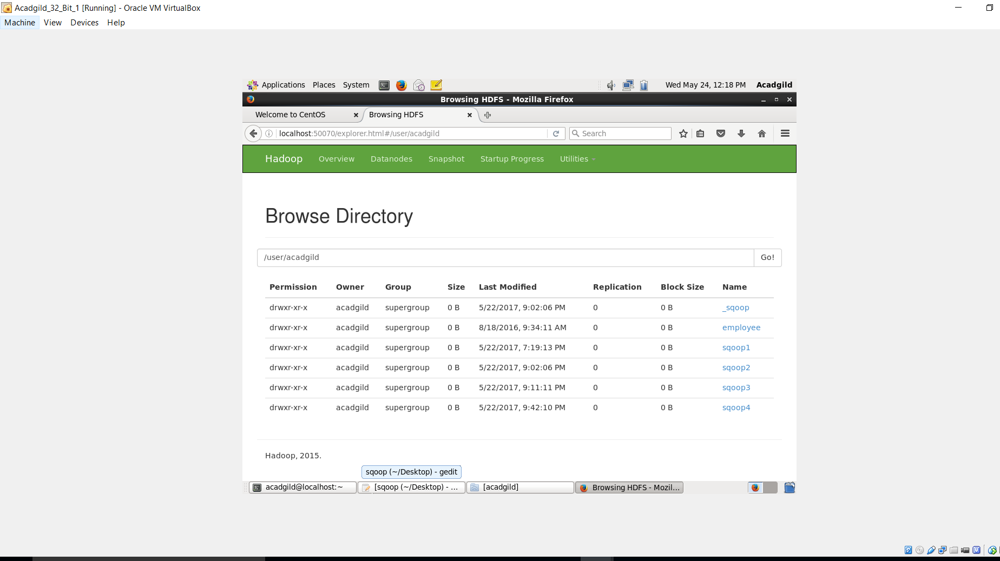 Acadgild_32_Bit_1 [Running] - Oracle VM VirtualBox
Machine View Devices Help
Applications Places System Wed May 24, 12:18 PM Acadgild
Browsing HDFS - Mozilla Firefox
Welcome to CentOS Browsing HDFS
localhost:50070/explorer.html#/user/acadgild Search
Hadoop Overview Datanodes Snapshot Startup Progress Utilities
Browse Directory
/user/acadgild Go!
Permission Owner Group Size Last Modified Replication Block Size Name
drwxr-xr-x acadgild supergroup 0 B 5/22/2017, 9:02:06 PM 0 0 B _sqoop
drwxr-xr-x acadgild supergroup 0 B 8/18/2016, 9:34:11 AM 0 0 B employee
drwxr-xr-x acadgild supergroup 0 B 5/22/2017, 7:19:13 PM 0 0 B sqoop1
drwxr-xr-x acadgild supergroup 0 B 5/22/2017, 9:02:06 PM 0 0 B sqoop2
drwxr-xr-x acadgild supergroup 0 B 5/22/2017, 9:11:11 PM 0 0 B sqoop3
drwxr-xr-x acadgild supergroup 0 B 5/22/2017, 9:42:10 PM 0 0 B sqoop4
Hadoop, 2015.
sqoop (~/Desktop) - gedit
acadgild@localhost:~ [sqoop (~/Desktop) - ... [acadgild] Browsing HDFS - Mozil...